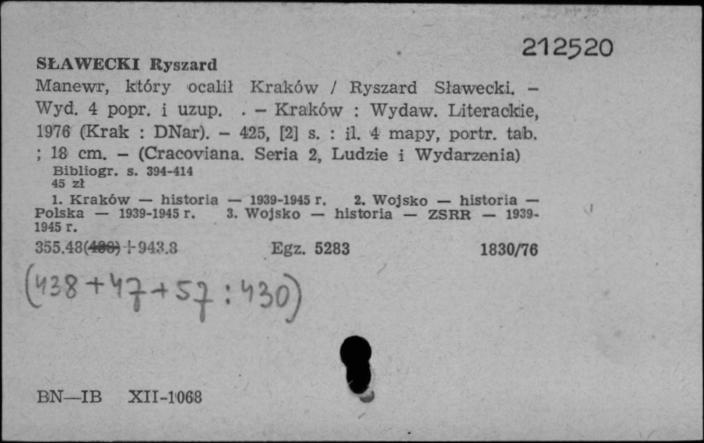 212520
SŁAWECKI Ryszard
Manewr, który ocalił Kraków / Ryszard Sławecki. –
Wyd. 4 popr. i uzup. . – Kraków : Wydaw. Literackie,
1976 (Krak : DNar). – 425, [2] s. : il. 4 mapy, portr. tab.
; 18 cm. – (Cracoviana. Seria 2, Ludzie i Wydarzenia)
Bibliogr. s. 394-414
45 zł
1. Kraków — historia — 1939-1945 r. 2. Wojsko — historia —
Polska — 1939-1945 r. 3. Wojsko — historia — ZSRR — 1939-
1945 r.
355.48(438) + 943.8 Egz. 5283 1830/76
(438+47+57:430)
BN—IB XII-1068